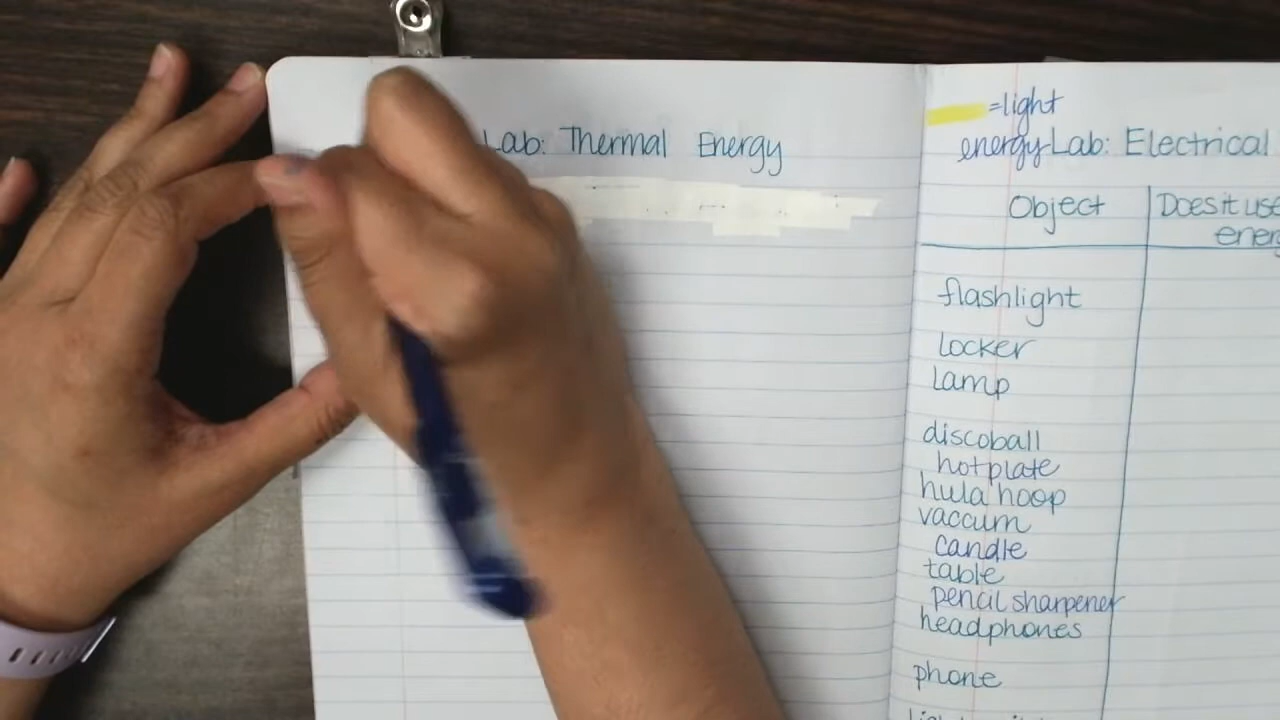 Lab: Thermal Energy
=light
energy Lab: Electrical
Object
Does it use
flashlight
Locker
Lamp
discoball
hotplate
hula hoop
vaccum
candle
table
pencil sharpener
headphones
phone